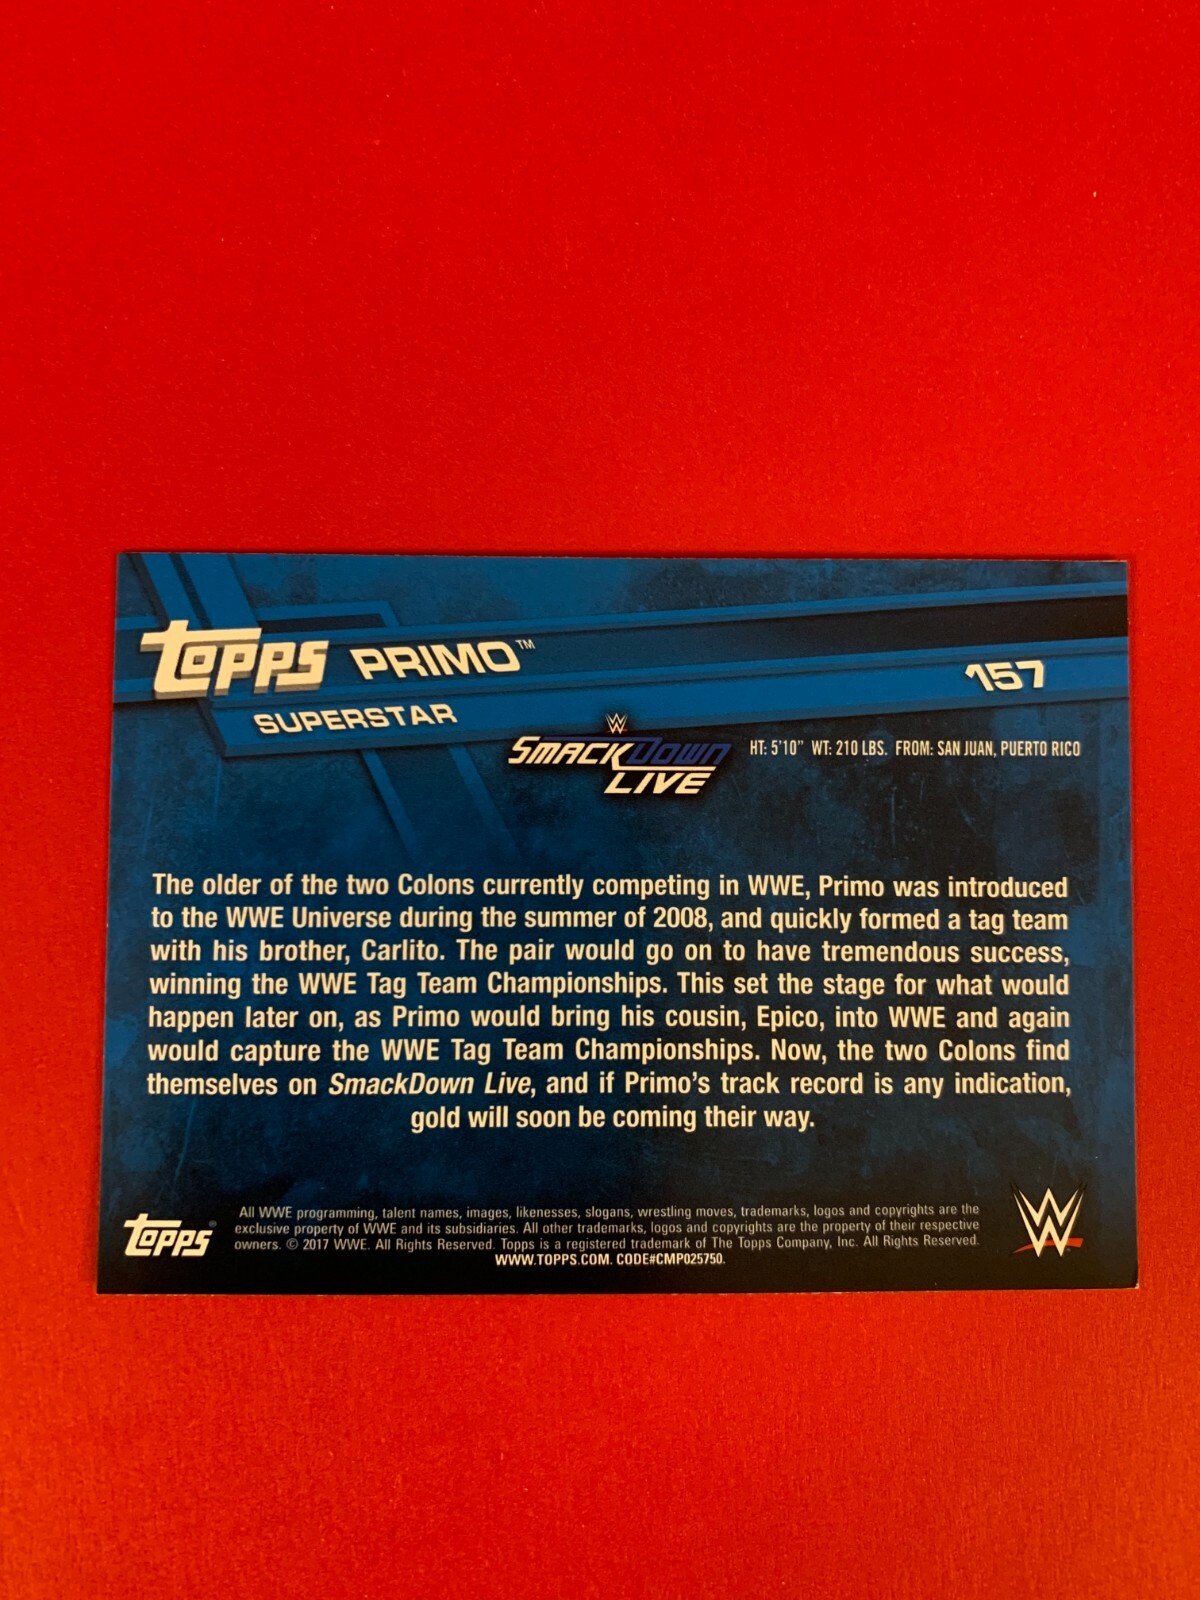 TOPPS PRIMO™
157
SUPERSTAR
W
SMACKDOWN
LIVE
HT: 5'10" WT: 210 LBS. FROM: SAN JUAN, PUERTO RICO
The older of the two Colons currently competing in WWE, Primo was introduced
to the WWE Universe during the summer of 2008, and quickly formed a tag team
with his brother, Carlito. The pair would go on to have tremendous success,
winning the WWE Tag Team Championships. This set the stage for what would
happen later on, as Primo would bring his cousin, Epico, into WWE and again
would capture the WWE Tag Team Championships. Now, the two Colons find
themselves on SmackDown Live, and if Primo's track record is any indication,
gold will soon be coming their way.
TOPPS®
All WWE programming, talent names, images, likenesses, slogans, wrestling moves, trademarks, logos and copyrights are the
exclusive property of WWE and its subsidiaries. All other trademarks, logos and copyrights are the property of their respective
owners. © 2017 WWE. All Rights Reserved. Topps is a registered trademark of The Topps Company, Inc. All Rights Reserved.
WWW.TOPPS.COM. CODE#CMP025750.
W